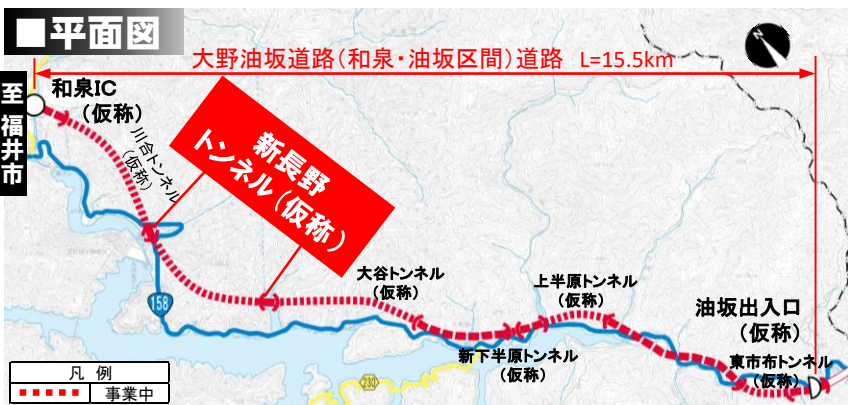 ■平面図
大野油坂道路(和泉・油坂区間)道路 L=15.5km
至 福井市
和泉IC
(仮称)
川合トンネル
(仮称)
新長野
トンネル(仮称)
158
大谷トンネル
(仮称)
上半原トンネル
(仮称)
油坂出入口
(仮称)
新下半原トンネル
(仮称)
東市布トンネル
(仮称)
230
凡 例
事業中
N